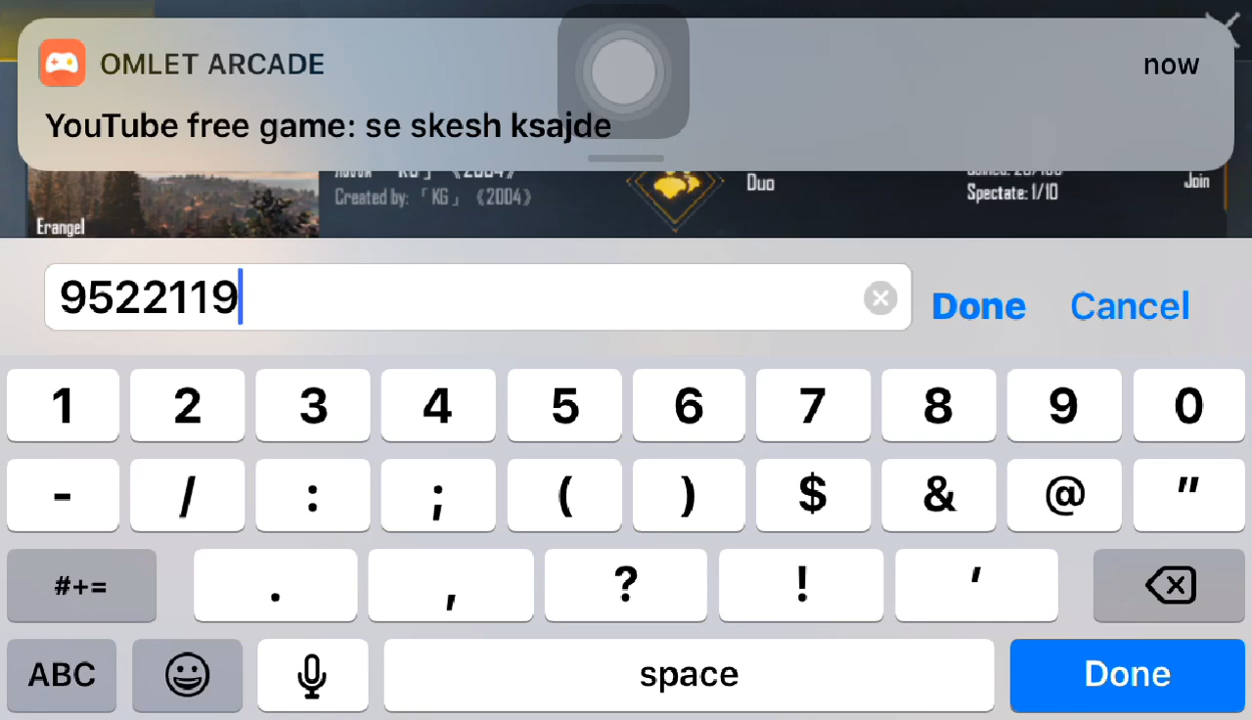 OMLET ARCADE
now
YouTube free game: se skesh ksajde
Created by: 「KG」 《2004》
Duo
Spectate: 1/10
Join
Erangel
9522119
Done
Cancel
1 2 3 4 5 6 7 8 9 0
- / : ; ( ) $ & @ "
#+= . , ? ! '
ABC
space
Done